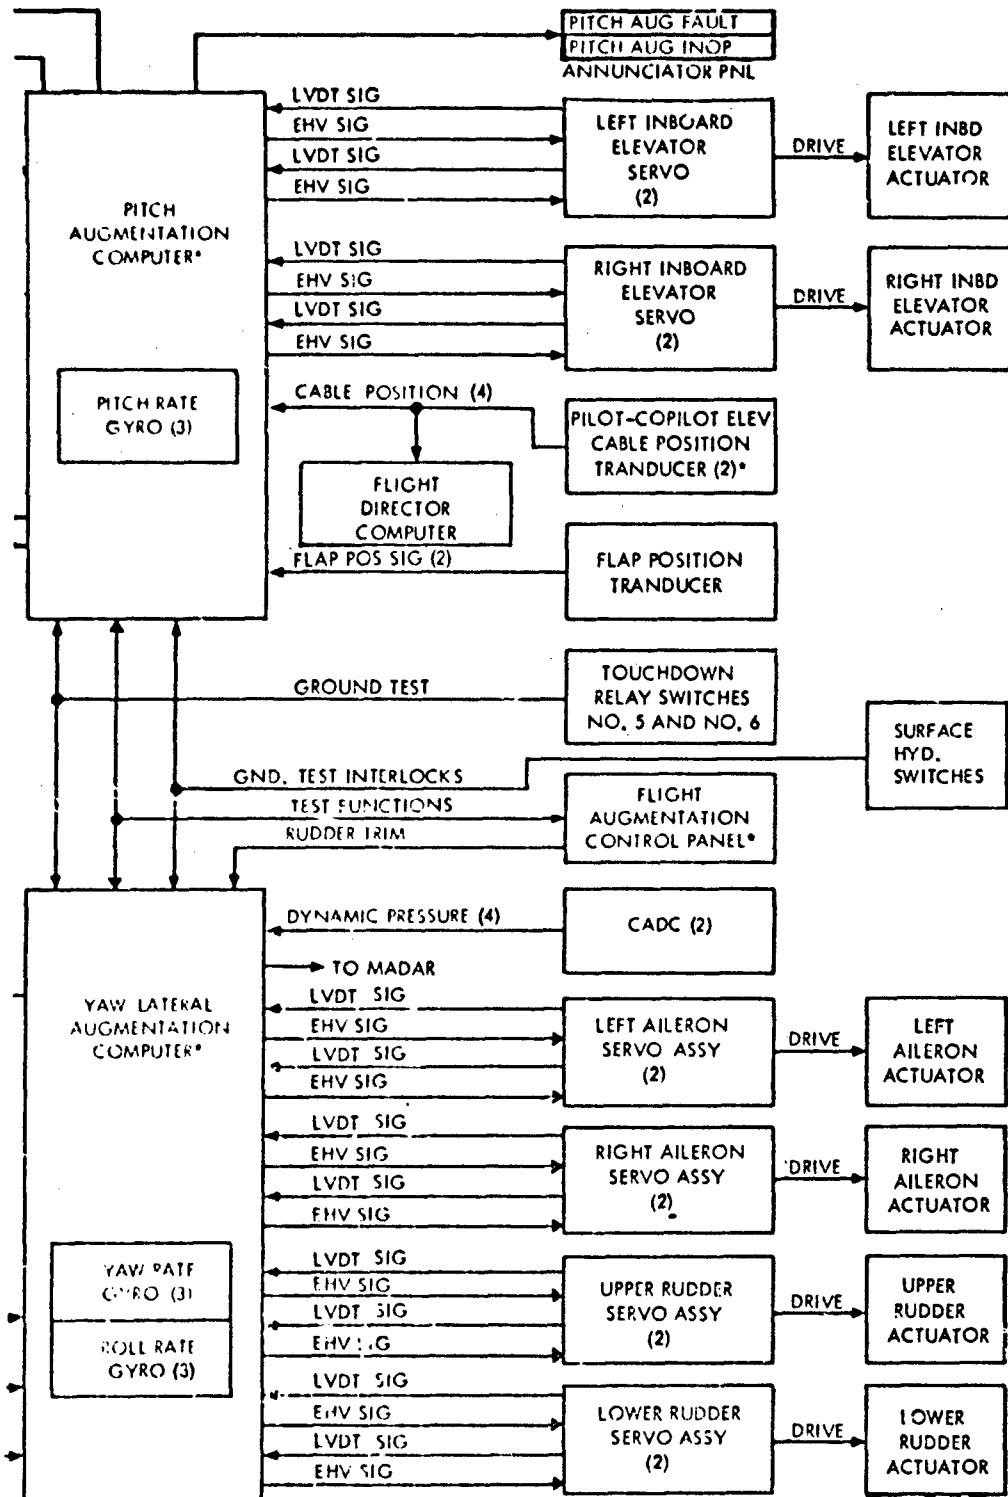 PITCH AUG FAULT
PITCH AUG INOP
ANNUNCIATOR PNL
LVDT SIG
EHV SIG
LVDT SIG
EHV SIG
LEFT INBOARD
ELEVATOR
SERVO
(2)
DRIVE
LEFT INBD
ELEVATOR
ACTUATOR
PITCH
AUGMENTATION
COMPUTER*
LVDT SIG
EHV SIG
LVDT SIG
EHV SIG
RIGHT INBOARD
ELEVATOR
SERVO
(2)
DRIVE
RIGHT INBD
ELEVATOR
ACTUATOR
PITCH RATE
GYRO (3)
CABLE POSITION (4)
PILOT-COPILOT ELEV
CABLE POSITION
TRANDUCER (2)*
FLIGHT
DIRECTOR
COMPUTER
FLAP POS SIG (2)
FLAP POSITION
TRANDUCER
GROUND TEST
TOUCHDOWN
RELAY SWITCHES
NO. 5 AND NO. 6
SURFACE
HYD.
SWITCHES
GND. TEST INTERLOCKS
TEST FUNCTIONS
RUDDER TRIM
FLIGHT
AUGMENTATION
CONTROL PANEL*
DYNAMIC PRESSURE (4)
CADC (2)
TO MADAR
YAW LATERAL
AUGMENTATION
COMPUTER*
LVDT SIG
EHV SIG
LVDT SIG
EHV SIG
LEFT AILERON
SERVO ASSY
(2)
DRIVE
LEFT
AILERON
ACTUATOR
LVDT SIG
EHV SIG
LVDT SIG
EHV SIG
RIGHT AILERON
SERVO ASSY
(2)
DRIVE
RIGHT
AILERON
ACTUATOR
YAW RATE
GYRO (3)
ROLL RATE
GYRO (3)
LVDT SIG
EHV SIG
LVDT SIG
EHV SIG
UPPER RUDDER
SERVO ASSY
(2)
DRIVE
UPPER
RUDDER
ACTUATOR
LVDT SIG
EHV SIG
LVDT SIG
EHV SIG
LOWER RUDDER
SERVO ASSY
(2)
DRIVE
LOWER
RUDDER
ACTUATOR